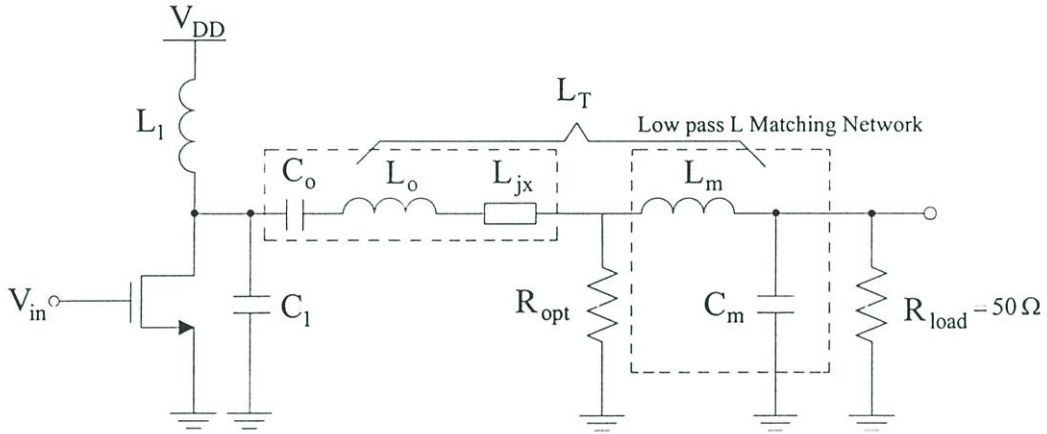 V_DD
L_T
L_1
Low pass L Matching Network
C_o
L_o
L_jx
L_m
V_in
C_1
R_opt
C_m
R_load = 50 Ω